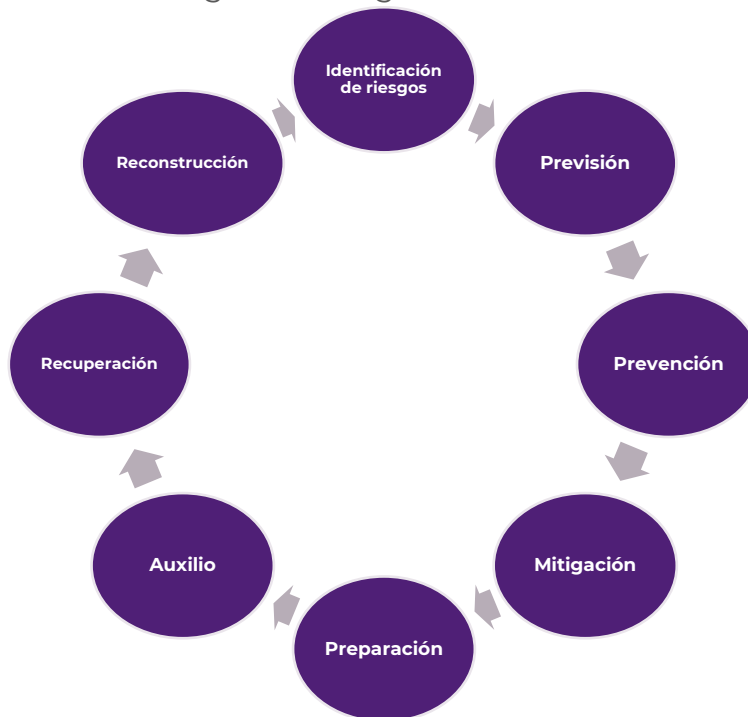 Identificación
de riesgos
Previsión
Prevención
Mitigación
Preparación
Auxilio
Recuperación
Reconstrucción